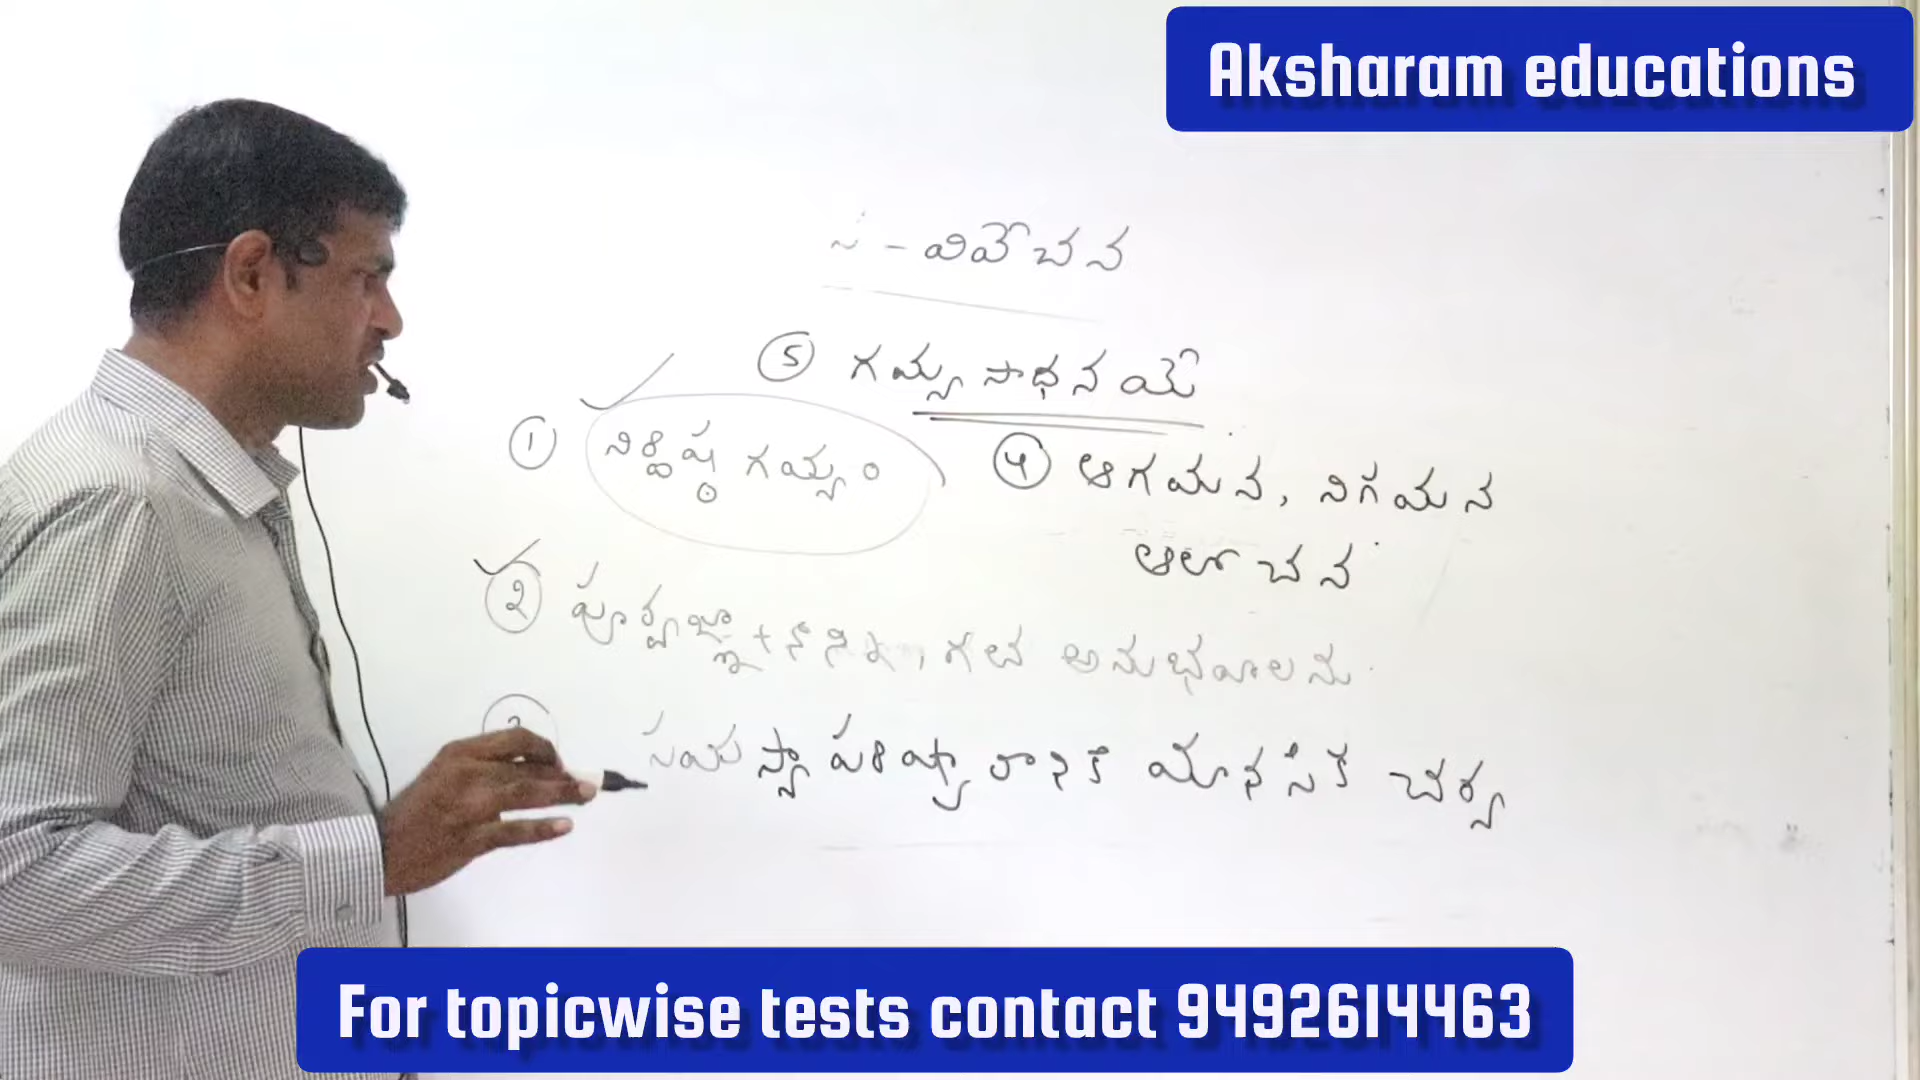 Aksharam educations
- వివేచన
⑤ గమ్య సాధనయే
① నిర్దిష్ట గమ్యం
④ ఆగమన, నిగమన
ఆలోచన
② పూర్వజ్ఞా + నాన్ని, గత అనుభవాలను
సమస్యా పరిష్కారానికి మానసిక చర్య
For topicwise tests contact 9492614463